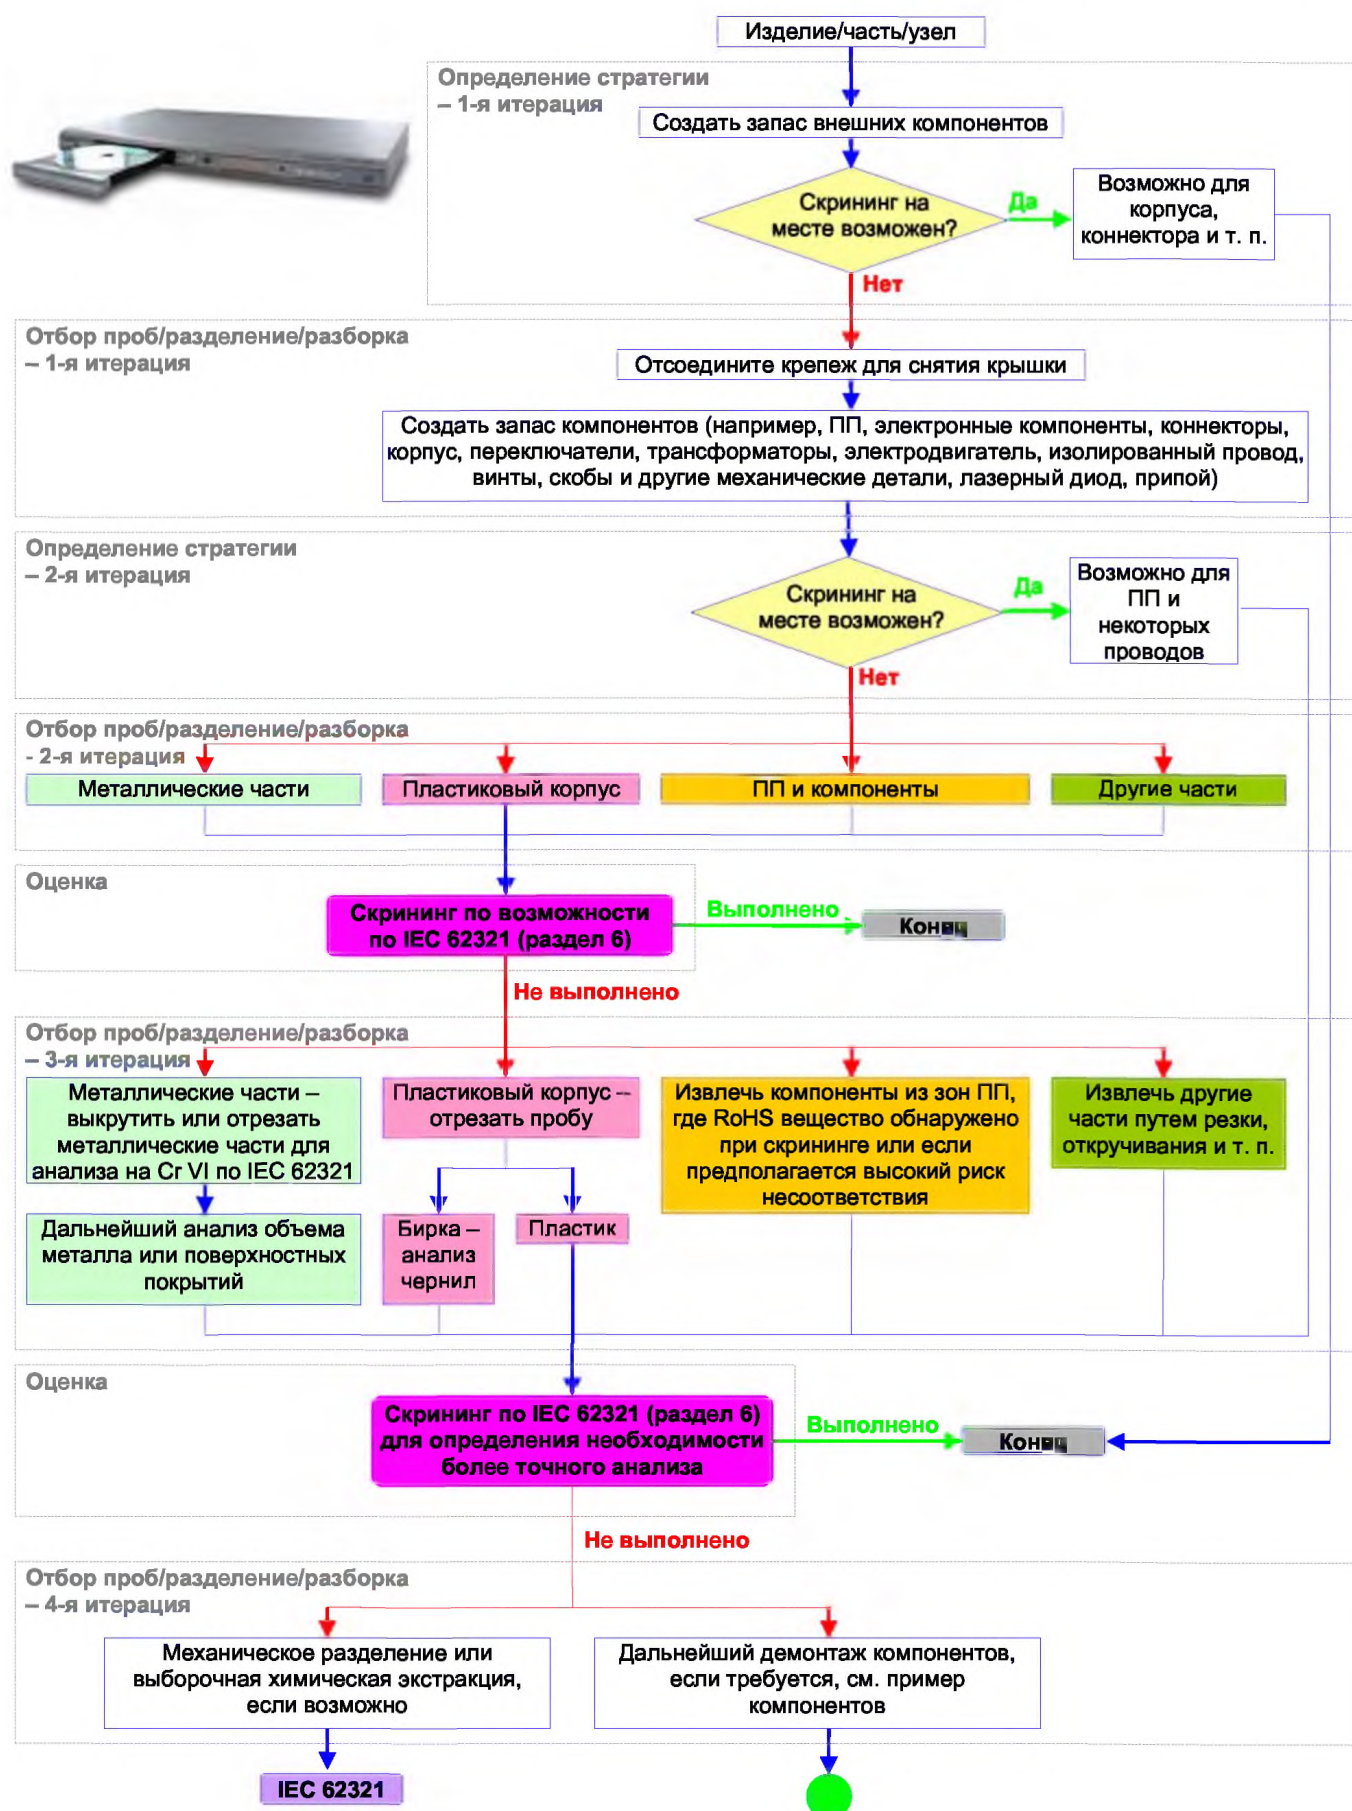 Изделие/часть/узел
Определение стратегии
– 1-я итерация
Создать запас внешних компонентов
Скрининг на
месте возможен?
Да
Возможно для
корпуса,
коннектора и т. п.
Нет
Отбор проб/разделение/разборка
– 1-я итерация
Отсоедините крепеж для снятия крышки
Создать запас компонентов (например, ПП, электронные компоненты, коннекторы,
корпус, переключатели, трансформаторы, электродвигатель, изолированный провод,
винты, скобы и другие механические детали, лазерный диод, припой)
Определение стратегии
– 2-я итерация
Скрининг на
месте возможен?
Да
Возможно для
ПП и
некоторых
проводов
Нет
Отбор проб/разделение/разборка
- 2-я итерация
Металлические части
Пластиковый корпус
ПП и компоненты
Другие части
Оценка
Скрининг по возможности
по IEC 62321 (раздел 6)
Выполнено
Конец
Не выполнено
Отбор проб/разделение/разборка
– 3-я итерация
Металлические части –
выкрутить или отрезать
металлические части для
анализа на Cr VI по IEC 62321
Пластиковый корпус –
отрезать пробу
Извлечь компоненты из зон ПП,
где RoHS вещество обнаружено
при скрининге или если
предполагается высокий риск
несоответствия
Извлечь другие
части путем резки,
откручивания и т. п.
Дальнейший анализ объема
металла или поверхностных
покрытий
Бирка –
анализ
чернил
Пластик
Оценка
Скрининг по IEC 62321 (раздел 6)
для определения необходимости
более точного анализа
Выполнено
Конец
Не выполнено
Отбор проб/разделение/разборка
– 4-я итерация
Механическое разделение или
выборочная химическая экстракция,
если возможно
Дальнейший демонтаж компонентов,
если требуется, см. пример
компонентов
IEC 62321